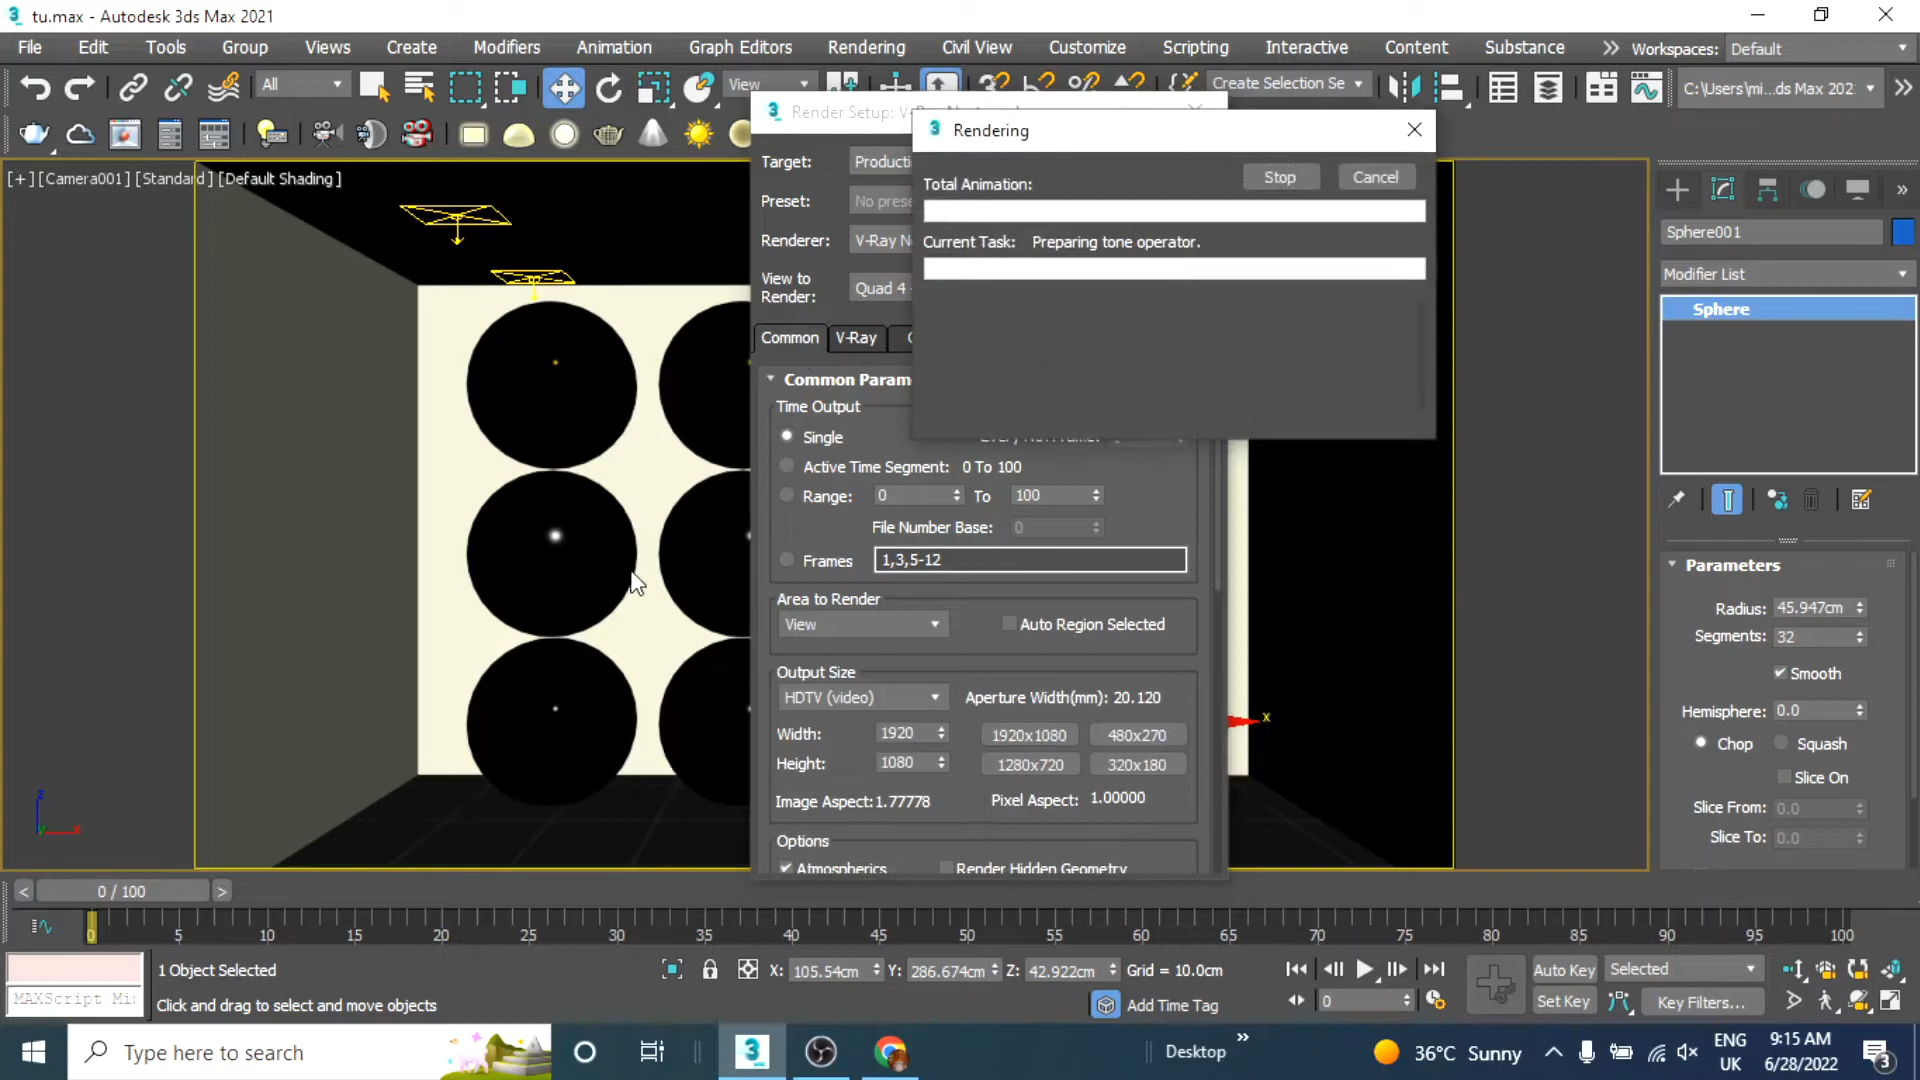 tu.max - Autodesk 3ds Max 2021
File Edit Tools Group Views Create Modifiers Animation Graph Editors Rendering Civil View Customize Scripting Interactive Content Substance Workspaces: Default
All View Create Selection Se C:\Users\mi...ds Max 202
[+] [Camera001] [Standard] [Default Shading]
Render Setup: V-Ray
Rendering
Target: Producti
Total Animation: Stop Cancel
Preset: No prese
Renderer: V-Ray N
Current Task: Preparing tone operator.
View to
Render: Quad 4
Common V-Ray
Common Param
Time Output
Single Every Nth Frame:
Active Time Segment: 0 To 100
Range: 0 To 100
File Number Base: 0
Frames 1,3,5-12
Area to Render
View Auto Region Selected
Output Size
HDTV (video) Aperture Width(mm): 20.120
Width: 1920 1920x1080 480x270
Height: 1080 1280x720 320x180
Image Aspect: 1.77778 Pixel Aspect: 1.00000
Options
Atmospherics Render Hidden Geometry
Sphere001
Modifier List
Sphere
Parameters
Radius: 45.947cm
Segments: 32
Smooth
Hemisphere: 0.0
Chop Squash
Slice On
Slice From: 0.0
Slice To: 0.0
x
z
x
0 / 100
0 5 10 15 20 25 30 35 40 45 50 55 60 65 70 75 80 85 90 95 100
1 Object Selected X: 105.54cm Y: 286.674cm Z: 42.922cm Grid = 10.0cm Auto Key Selected
MAXScript Mi: Click and drag to select and move objects Add Time Tag 0 Set Key Key Filters...
Type here to search Desktop 36°C Sunny ENG UK 9:15 AM 6/28/2022 3